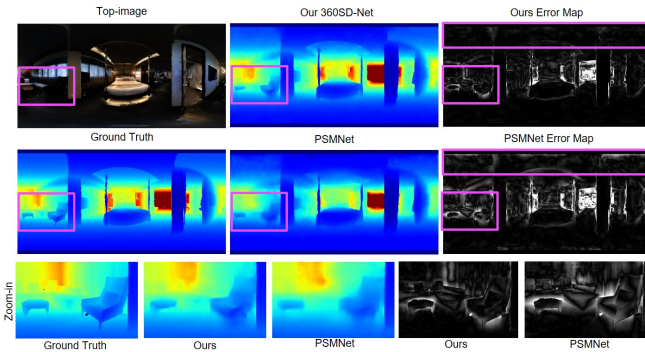 Top-image
Our 360SD-Net
Ours Error Map
Ground Truth
PSMNet
PSMNet Error Map
Zoom-in
Ground Truth
Ours
PSMNet
Ours
PSMNet